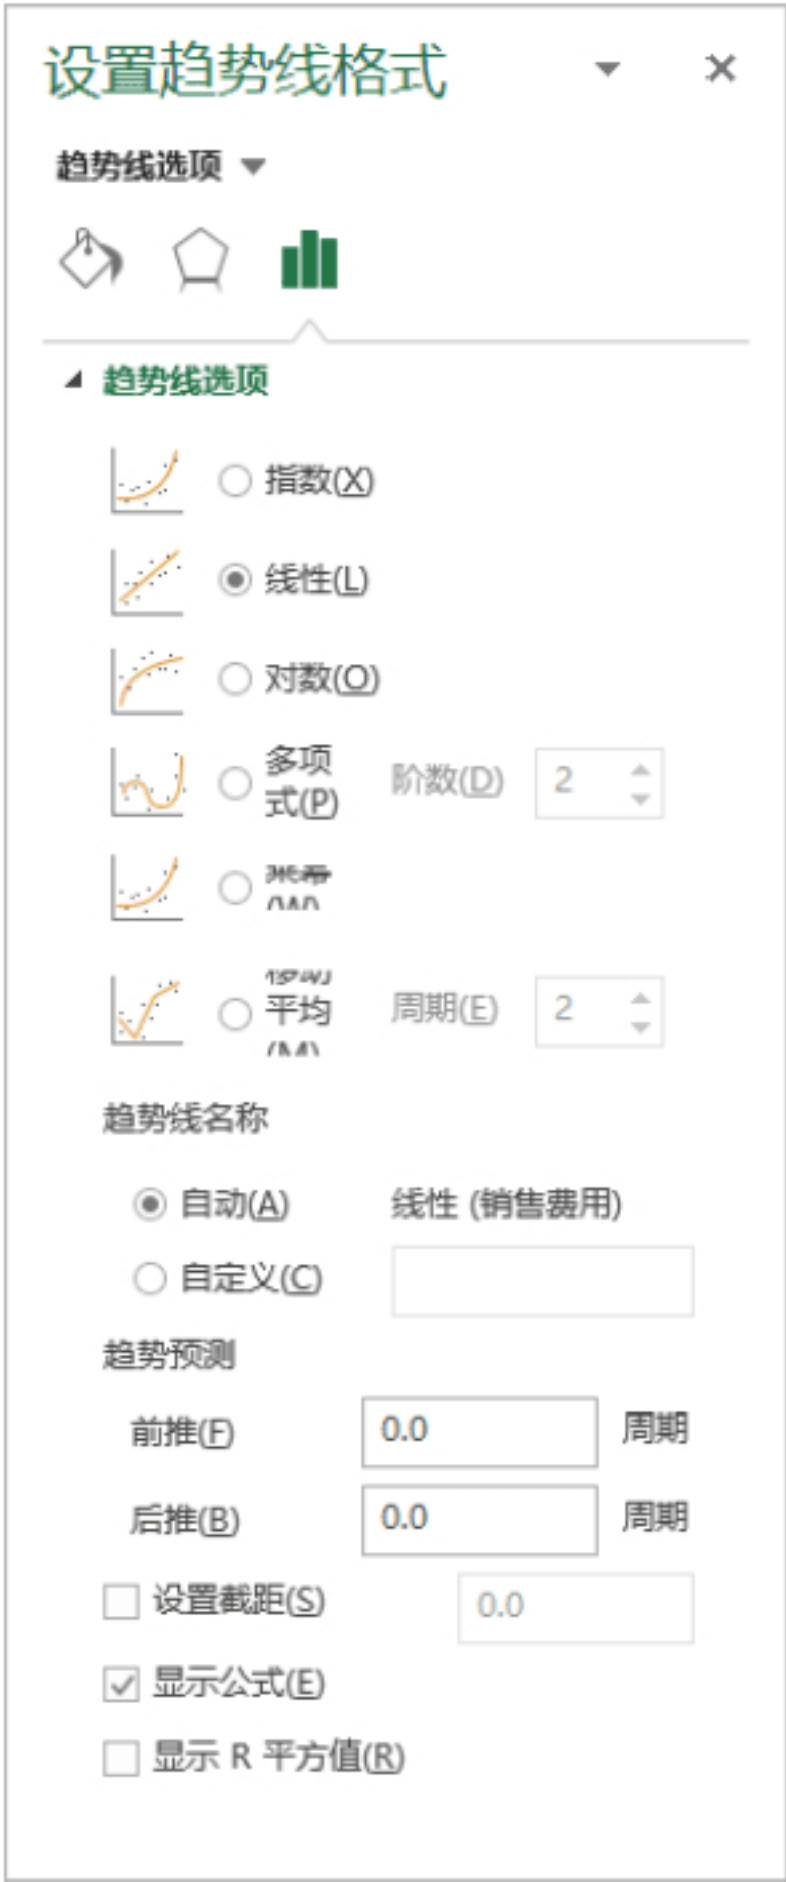 设置趋势线格式
趋势线选项
趋势线选项
指数(X)
线性(L)
对数(O)
多项
式(P)
阶数(D) 2
平均
周期(E) 2
趋势线名称
自动(A) 线性 (销售费用)
自定义(C)
趋势预测
前推(F) 0.0 周期
后推(B) 0.0 周期
设置截距(S) 0.0
显示公式(E)
显示 R 平方值(R)